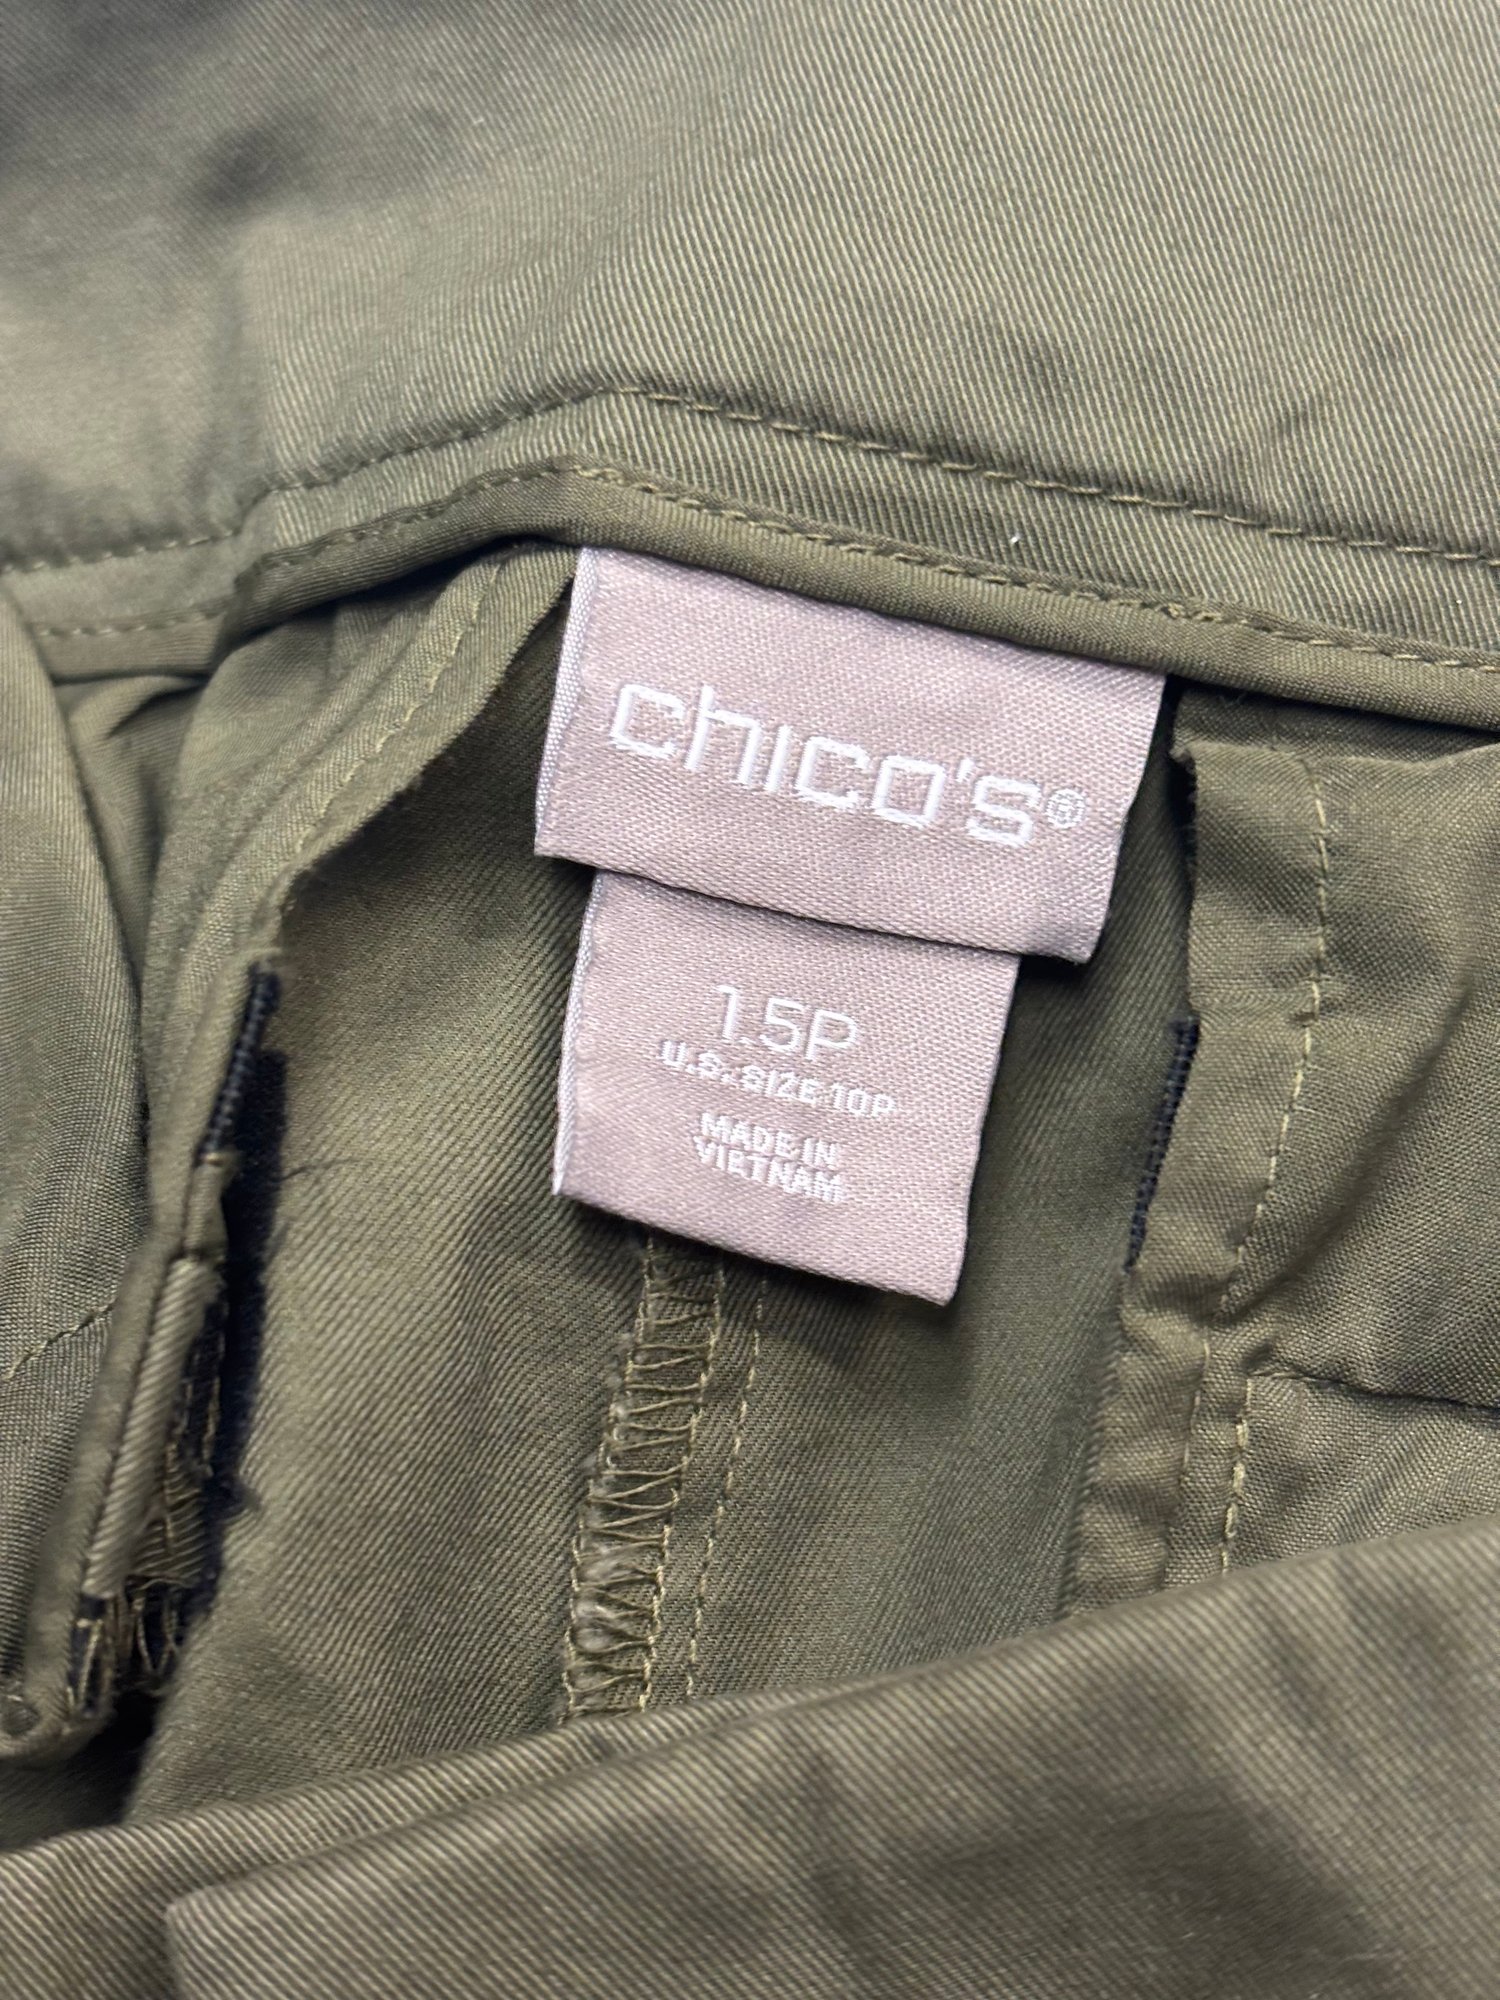 chico's®
1.5P
U.S. SIZE 10P
MADE IN
VIETNAM